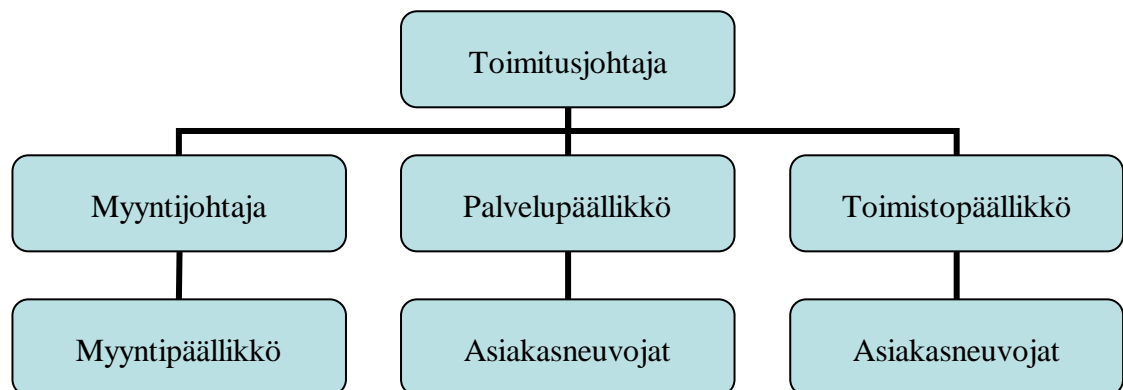 Toimitusjohtaja
Myyntijohtaja
Palvelupäällikkö
Toimistopäällikkö
Myyntipäällikkö
Asiakasneuvojat
Asiakasneuvojat